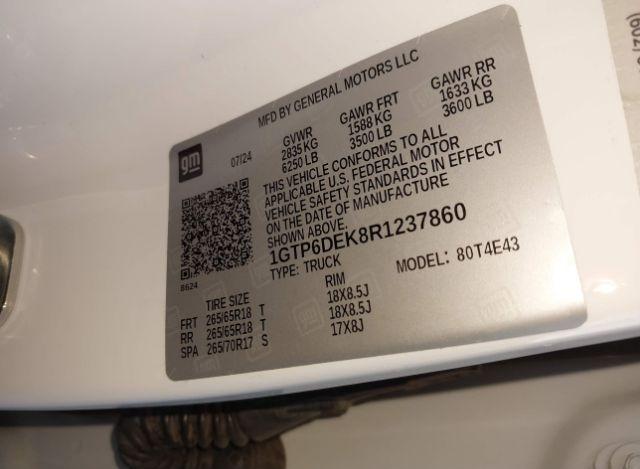 MFD BY GENERAL MOTORS LLC
gm
07/24
GVWR GAWR FRT GAWR RR
2835 KG 1588 KG 1633 KG
6250 LB 3500 LB 3600 LB
THIS VEHICLE CONFORMS TO ALL
APPLICABLE U.S. FEDERAL MOTOR
VEHICLE SAFETY STANDARDS IN EFFECT
ON THE DATE OF MANUFACTURE
SHOWN ABOVE.
1GTP6DEK8R1237860
TYPE: TRUCK MODEL: 80T4E43
8624
TIRE SIZE RIM
FRT 265/65R18 T 18X8.5J
RR 265/65R18 T 18X8.5J
SPA 265/70R17 S 17X8J